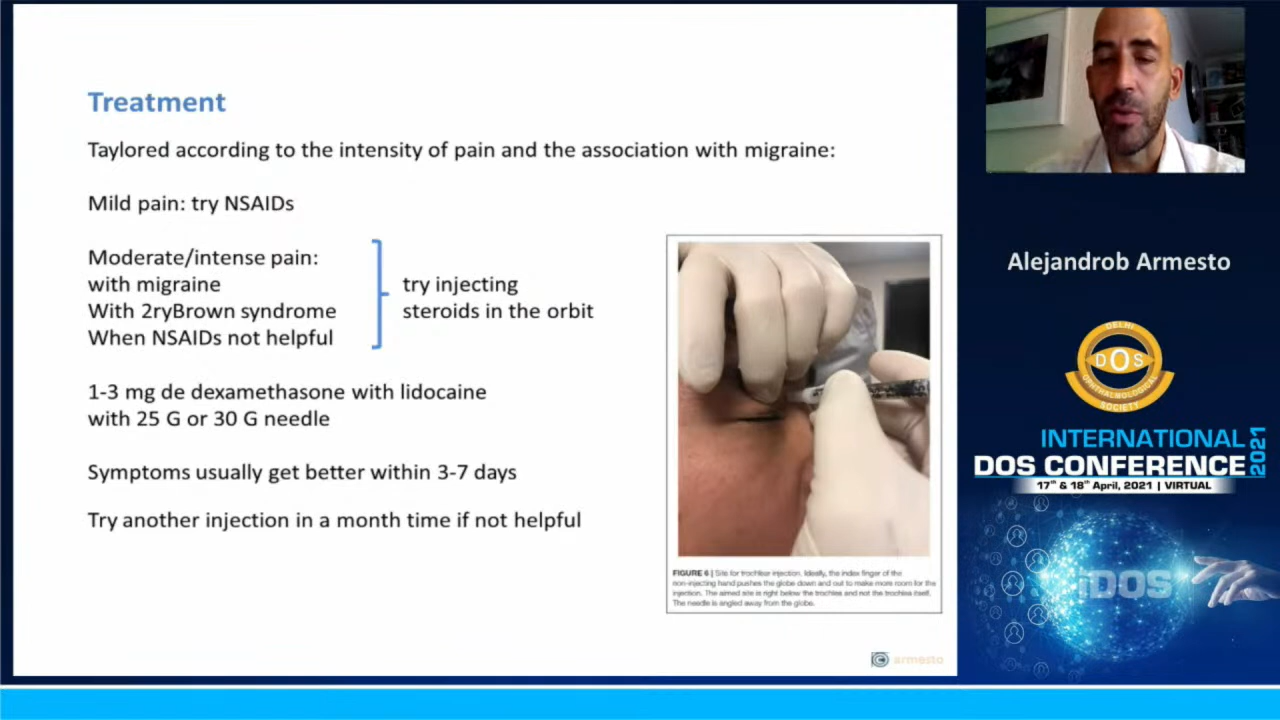 Treatment
Taylored according to the intensity of pain and the association with migraine:
Mild pain: try NSAIDs
Moderate/intense pain:
with migraine
With 2ryBrown syndrome
When NSAIDs not helpful
try injecting
steroids in the orbit
1-3 mg de dexamethasone with lidocaine
with 25 G or 30 G needle
Symptoms usually get better within 3-7 days
Try another injection in a month time if not helpful
FIGURE 6 | Site for trochlear injection. Ideally, the index finger of the
non-injecting hand pushes the globe down and out to make more room for the
injection. The aimed site is right below the trochlea and not the trochlea itself.
The needle is angled away from the globe.
armesto
Alejandrob Armesto
DELHI
DOS
OPHTHALMOLOGICAL
SOCIETY
INTERNATIONAL
DOS CONFERENCE
2021
17th & 18th April, 2021 | VIRTUAL
iDOS